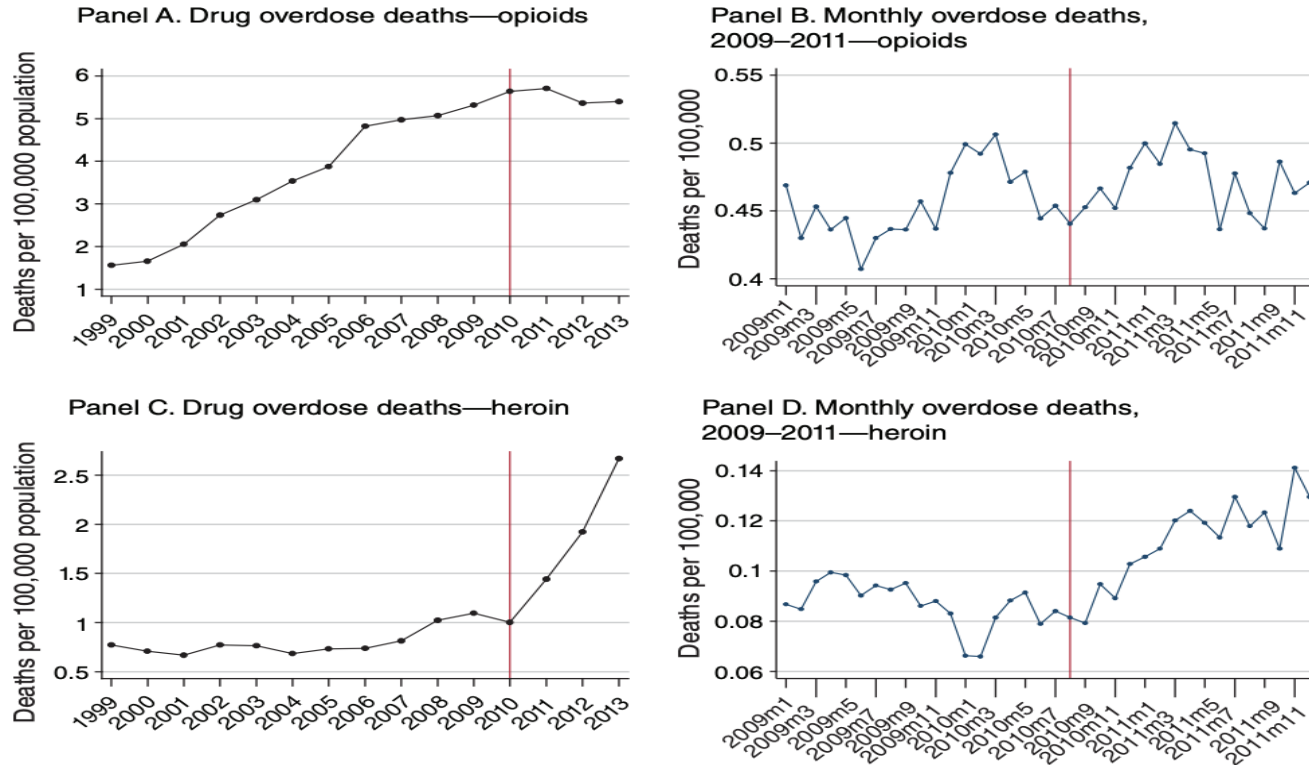 Panel A. Drug overdose deaths—opioids
Deaths per 100,000 population
6
5
4
3
2
1
1999
2000
2001
2002
2003
2004
2005
2006
2007
2008
2009
2010
2011
2012
2013
Panel B. Monthly overdose deaths,
2009–2011—opioids
Deaths per 100,000
0.55
0.5
0.45
0.4
2009m1
2009m3
2009m5
2009m7
2009m9
2009m11
2010m1
2010m3
2010m5
2010m7
2010m9
2010m11
2011m1
2011m3
2011m5
2011m7
2011m9
2011m11
Panel C. Drug overdose deaths—heroin
Deaths per 100,000 population
2.5
2
1.5
1
0.5
1999
2000
2001
2002
2003
2004
2005
2006
2007
2008
2009
2010
2011
2012
2013
Panel D. Monthly overdose deaths,
2009–2011—heroin
Deaths per 100,000
0.14
0.12
0.1
0.08
0.06
2009m1
2009m3
2009m5
2009m7
2009m9
2009m11
2010m1
2010m3
2010m5
2010m7
2010m9
2010m11
2011m1
2011m3
2011m5
2011m7
2011m9
2011m11